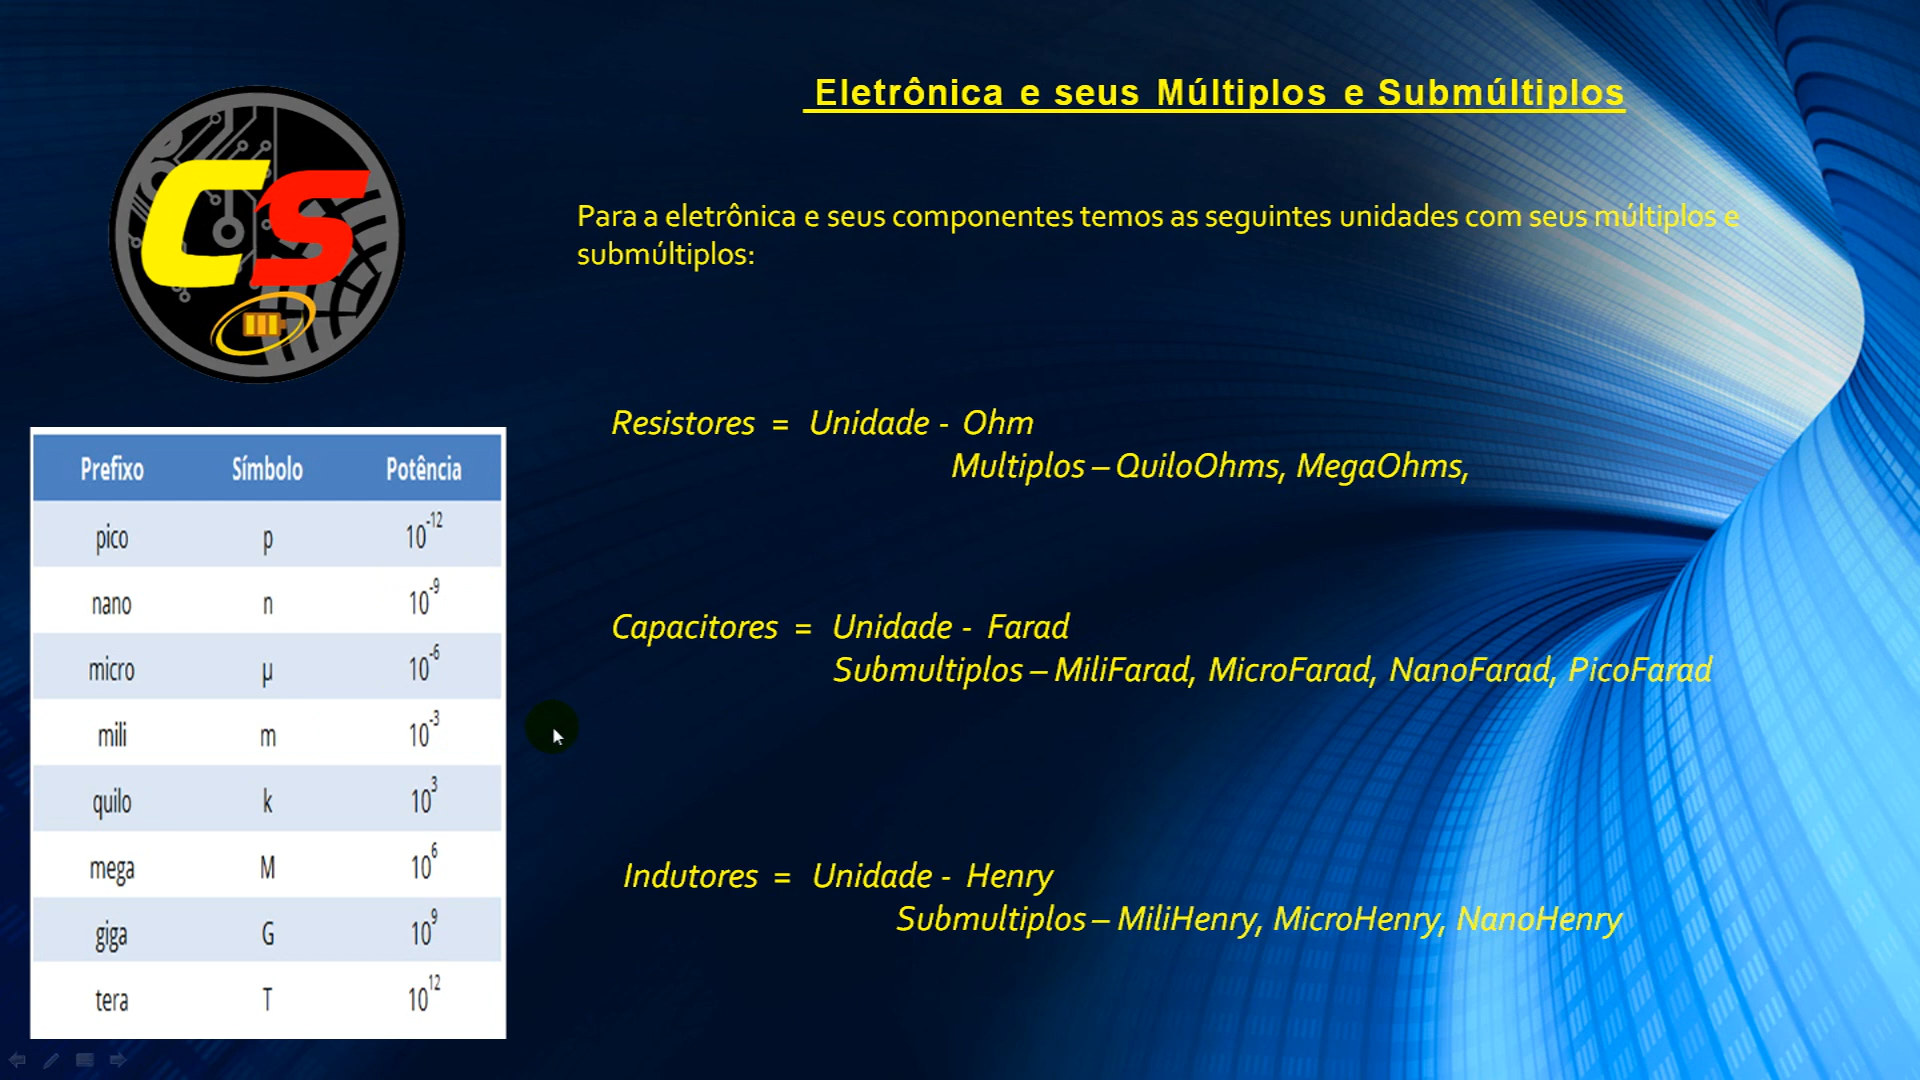 Eletrônica e seus Múltiplos e Submúltiplos
CS
Para a eletrônica e seus componentes temos as seguintes unidades com seus múltiplos e
submúltiplos:
Resistores = Unidade - Ohm
Multiplos – QuiloOhms, MegaOhms,
Capacitores = Unidade - Farad
Submultiplos – MiliFarad, MicroFarad, NanoFarad, PicoFarad
Indutores = Unidade - Henry
Submultiplos – MiliHenry, MicroHenry, NanoHenry
Prefixo Símbolo Potência
pico p 10⁻¹²
nano n 10⁻⁹
micro µ 10⁻⁶
mili m 10⁻³
quilo k 10³
mega M 10⁶
giga G 10⁹
tera T 10¹²